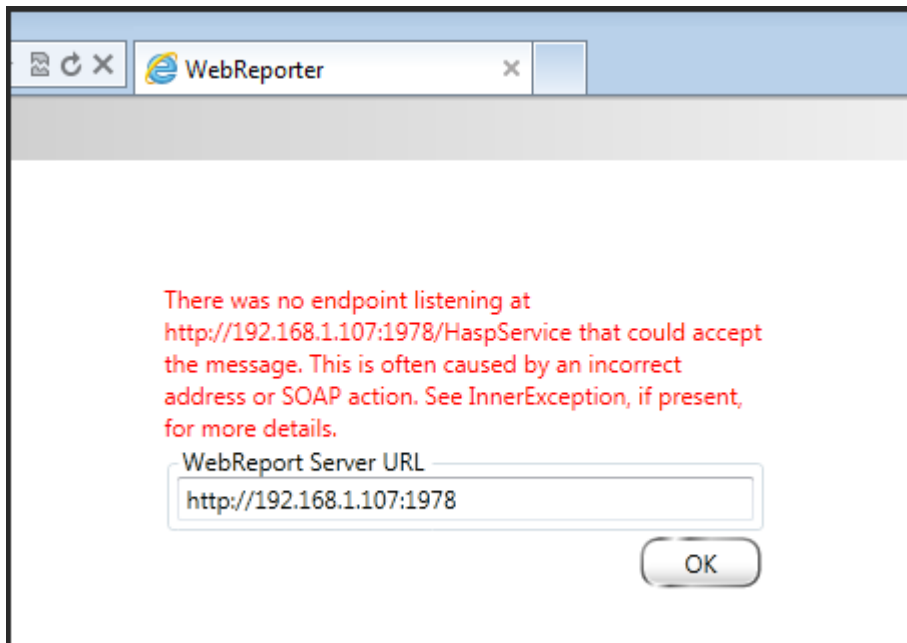 WebReporter
There was no endpoint listening at
http://192.168.1.107:1978/HaspService that could accept
the message. This is often caused by an incorrect
address or SOAP action. See InnerException, if present,
for more details.
WebReport Server URL
http://192.168.1.107:1978
OK